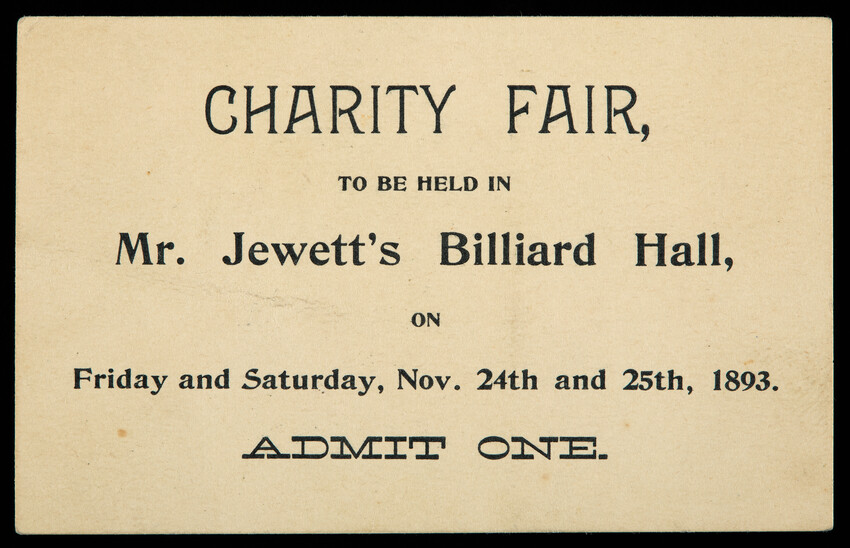 CHARITY FAIR,
TO BE HELD IN
Mr. Jewett's Billiard Hall,
ON
Friday and Saturday, Nov. 24th and 25th, 1893.
ADMIT ONE.